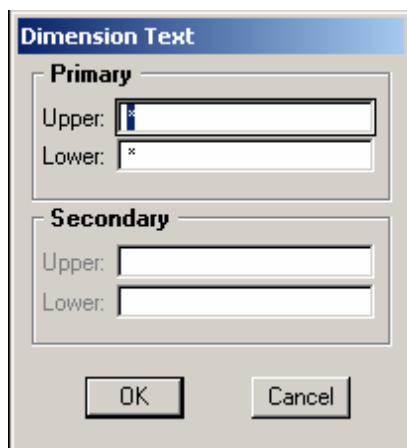 Dimension Text
Primary
Upper: *
Lower: *
Secondary
Upper:
Lower:
OK Cancel